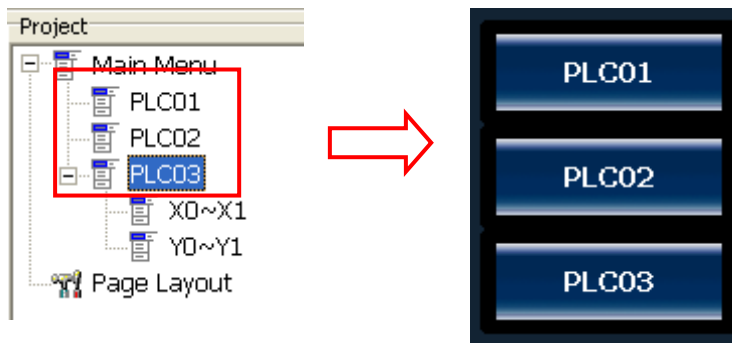 Project
Main Menu
PLC01
PLC02
PLC03
X0~X1
Y0~Y1
Page Layout
PLC01
PLC02
PLC03